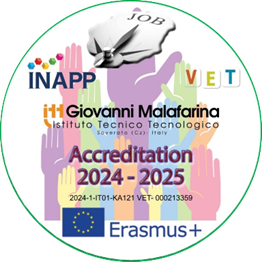 JOB
INAPP
VET
itt Giovanni Malafarina
Istituto Tecnico Tecnologico
Soverato (Cz) - Italy
Accreditation
2024 - 2025
2024-1-IT01-KA121 VET- 000213359
Erasmus+